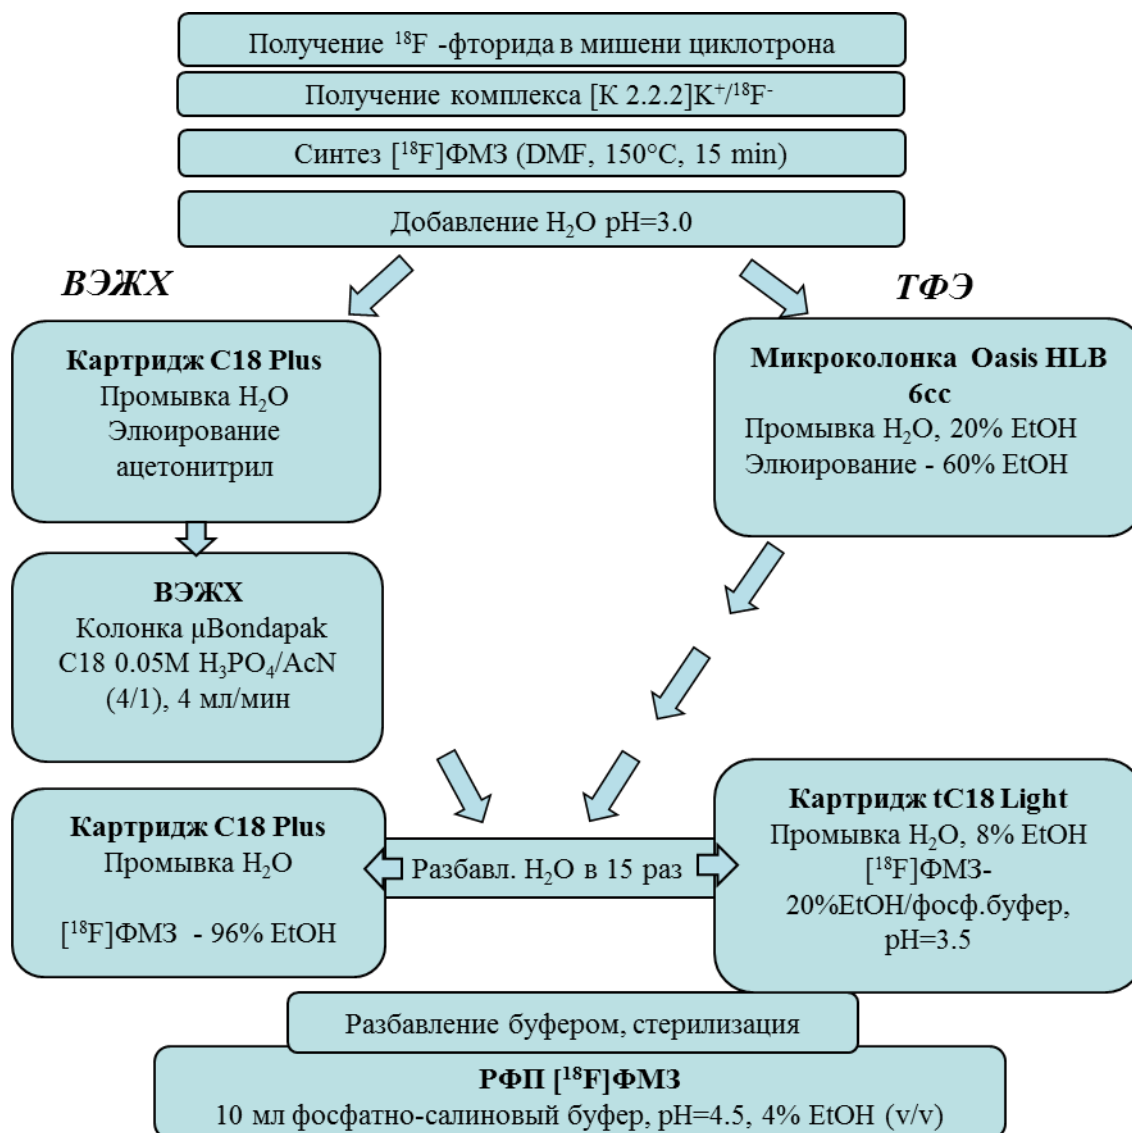 Получение ¹⁸F -фторида в мишени циклотрона
Получение комплекса [К 2.2.2]K⁺/¹⁸F⁻
Синтез [¹⁸F]ФМЗ (DMF, 150°C, 15 min)
Добавление H₂O pH=3.0
ВЭЖХ
ТФЭ
Картридж C18 Plus
Промывка H₂O
Элюирование
ацетонитрил
Микроколонка Oasis HLB
6cc
Промывка H₂O, 20% EtOH
Элюирование - 60% EtOH
ВЭЖХ
Колонка µBondapak
C18 0.05M H₃PO₄/AcN
(4/1), 4 мл/мин
Картридж C18 Plus
Промывка H₂O
[¹⁸F]ФМЗ - 96% EtOH
Разбавл. H₂O в 15 раз
Картридж tC18 Light
Промывка H₂O, 8% EtOH
[¹⁸F]ФМЗ-
20%EtOH/фосф.буфер,
pH=3.5
Разбавление буфером, стерилизация
РФП [¹⁸F]ФМЗ
10 мл фосфатно-салиновый буфер, pH=4.5, 4% EtOH (v/v)